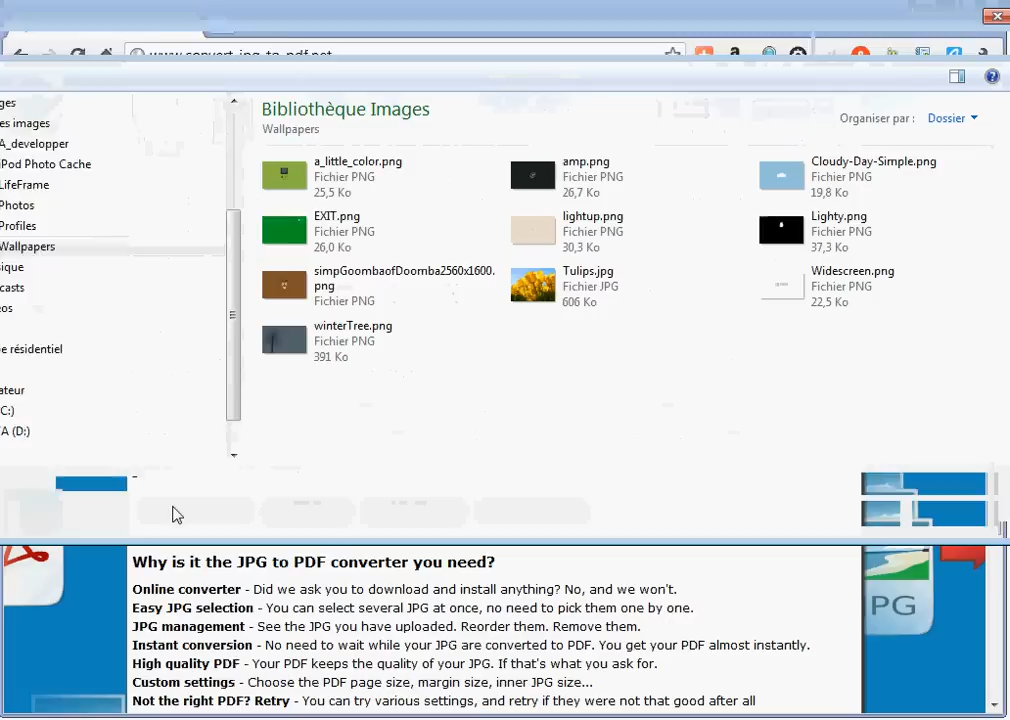 www.convert-jpg-to-pdf.net
ges
es images
A_developper
iPod Photo Cache
LifeFrame
Photos
Profiles
Wallpapers
sique
casts
eos
e résidentiel
ateur
C:)
TA (D:)
Bibliothèque Images
Wallpapers
Organiser par : Dossier
a_little_color.png
Fichier PNG
25,5 Ko
amp.png
Fichier PNG
26,7 Ko
Cloudy-Day-Simple.png
Fichier PNG
19,8 Ko
EXIT.png
Fichier PNG
26,0 Ko
lightup.png
Fichier PNG
30,3 Ko
Lighty.png
Fichier PNG
37,3 Ko
simpGoombaofDoomba2560x1600.
png
Fichier PNG
Tulips.jpg
Fichier JPG
606 Ko
Widescreen.png
Fichier PNG
22,5 Ko
winterTree.png
Fichier PNG
391 Ko
Why is it the JPG to PDF converter you need?
Online converter - Did we ask you to download and install anything? No, and we won't.
Easy JPG selection - You can select several JPG at once, no need to pick them one by one.
JPG management - See the JPG you have uploaded. Reorder them. Remove them.
Instant conversion - No need to wait while your JPG are converted to PDF. You get your PDF almost instantly.
High quality PDF - Your PDF keeps the quality of your JPG. If that's what you ask for.
Custom settings - Choose the PDF page size, margin size, inner JPG size...
Not the right PDF? Retry - You can try various settings, and retry if they were not that good after all
PG